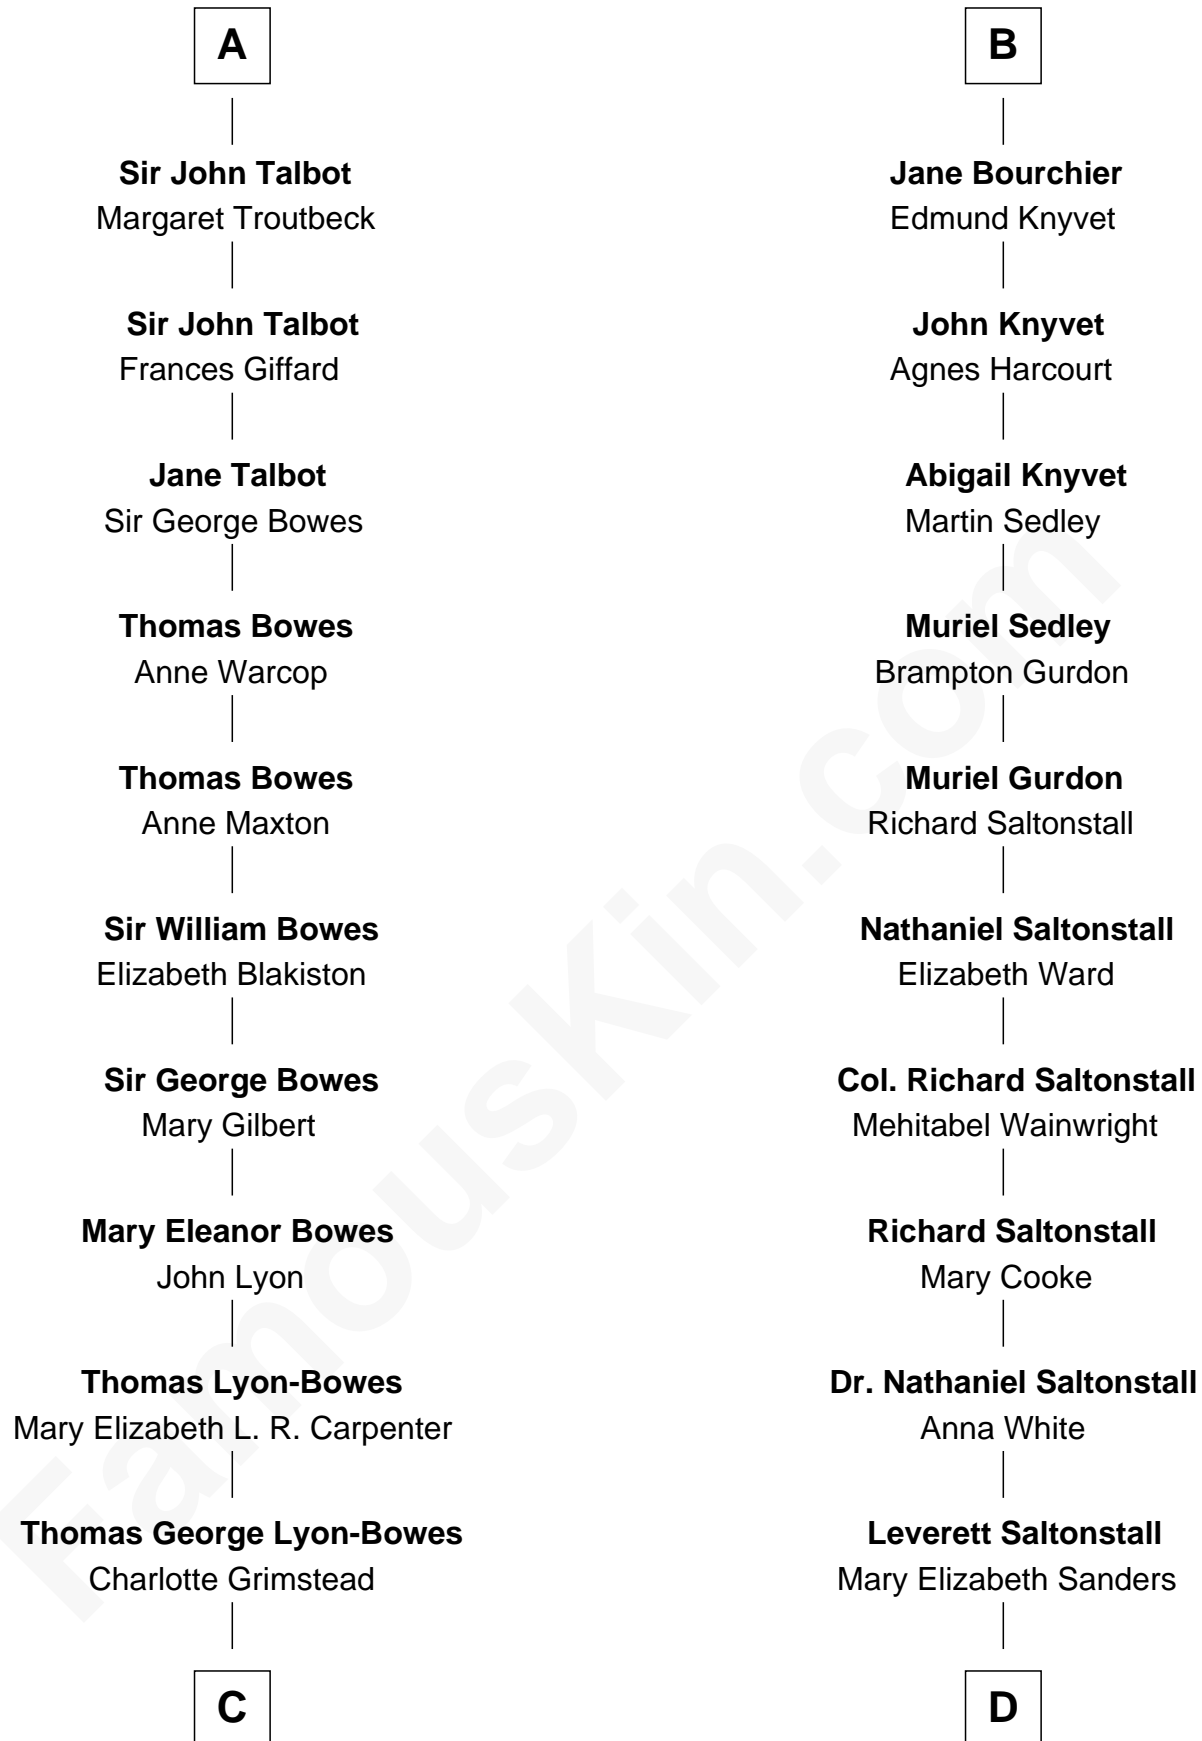 A
Sir John Talbot
Margaret Troutbeck
Sir John Talbot
Frances Giffard
Jane Talbot
Sir George Bowes
Thomas Bowes
Anne Warcop
Thomas Bowes
Anne Maxton
Sir William Bowes
Elizabeth Blakiston
Sir George Bowes
Mary Gilbert
Mary Eleanor Bowes
John Lyon
Thomas Lyon-Bowes
Mary Elizabeth L. R. Carpenter
Thomas George Lyon-Bowes
Charlotte Grimstead
C
B
Jane Bourchier
Edmund Knyvet
John Knyvet
Agnes Harcourt
Abigail Knyvet
Martin Sedley
Muriel Sedley
Brampton Gurdon
Muriel Gurdon
Richard Saltonstall
Nathaniel Saltonstall
Elizabeth Ward
Col. Richard Saltonstall
Mehitabel Wainwright
Richard Saltonstall
Mary Cooke
Dr. Nathaniel Saltonstall
Anna White
Leverett Saltonstall
Mary Elizabeth Sanders
D
FamousKin.com